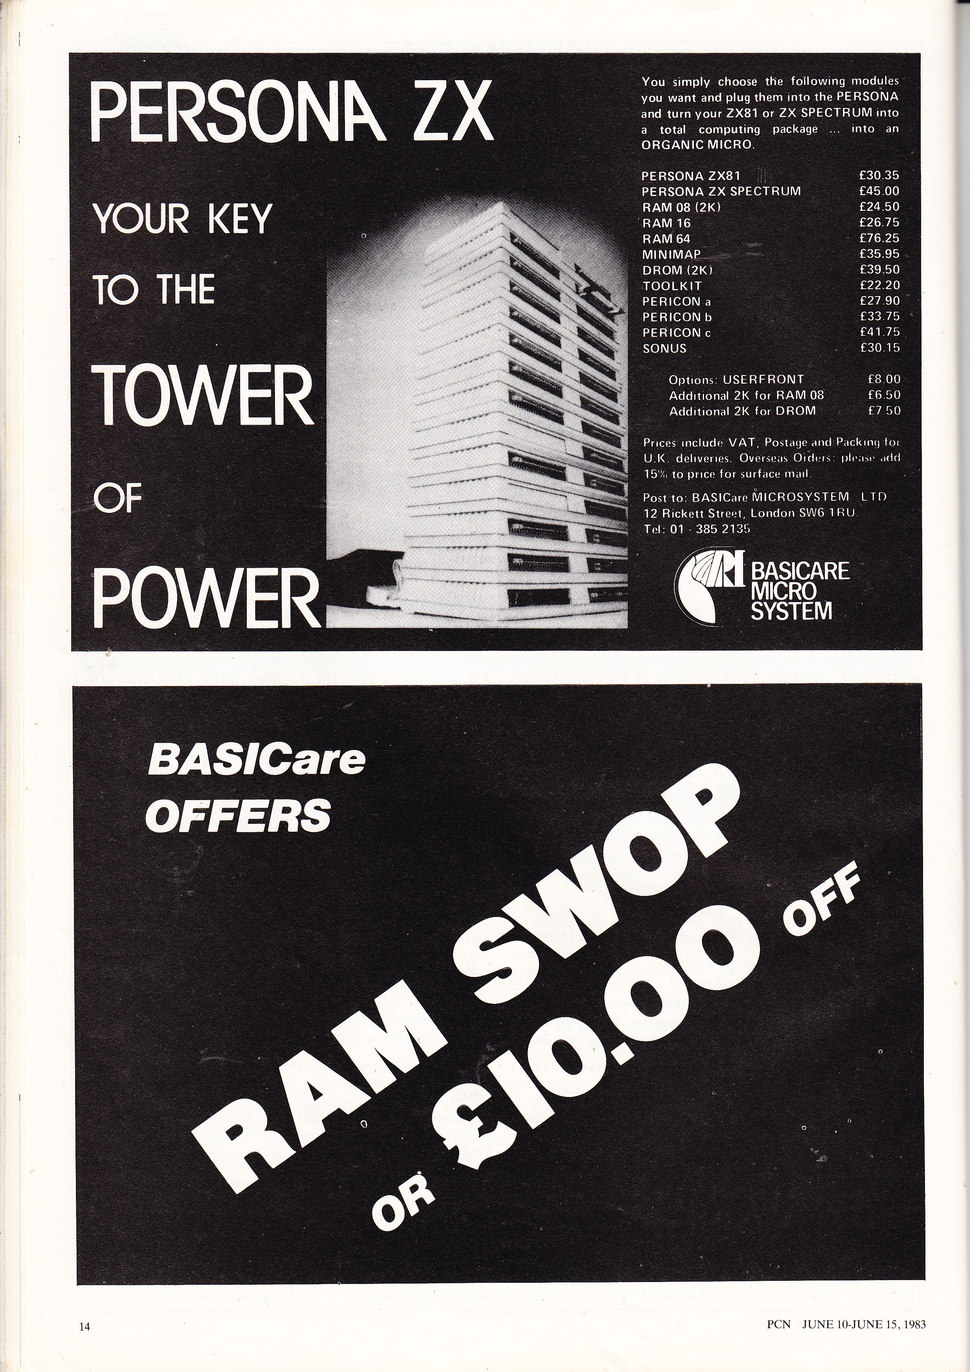 PERSONA ZX
YOUR KEY
TO THE
TOWER
OF
POWER
You simply choose the following modules
you want and plug them into the PERSONA
and turn your ZX81 or ZX SPECTRUM into
a total computing package ... into an
ORGANIC MICRO.
PERSONA ZX81 £30.35
PERSONA ZX SPECTRUM £45.00
RAM 08 (2K) £24.50
RAM 16 £26.75
RAM 64 £76.25
MINIMAP £35.95
DROM (2K) £39.50
TOOLKIT £22.20
PERICON a £27.90
PERICON b £33.75
PERICON c £41.75
SONUS £30.15
Options: USERFRONT £8.00
Additional 2K for RAM 08 £6.50
Additional 2K for DROM £7.50
Prices include VAT, Postage and Packing for
U.K. deliveries. Overseas Orders: please add
15% to price for surface mail.
Post to: BASICare MICROSYSTEM LTD
12 Rickett Street, London SW6 1RU
Tel: 01 - 385 2135
BASICARE
MICRO
SYSTEM
BASICare
OFFERS
RAM SWOP
OR £10.00 OFF
14
PCN JUNE 10-JUNE 15, 1983